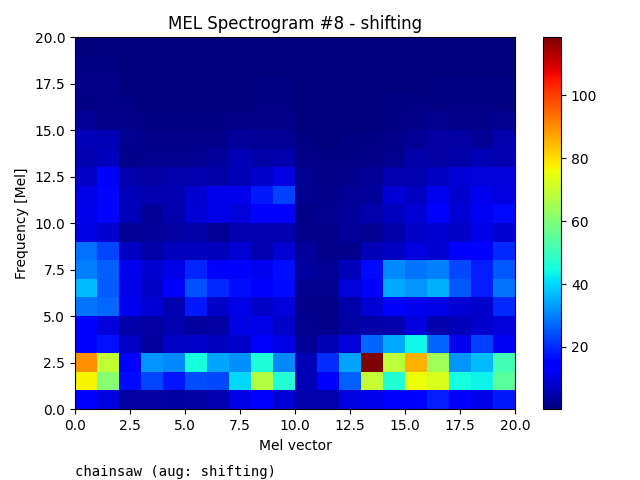 MEL Spectrogram #8 - shifting
20.0
17.5
15.0
12.5
10.0
7.5
5.0
2.5
0.0
Frequency [Mel]
0.0 2.5 5.0 7.5 10.0 12.5 15.0 17.5 20.0
Mel vector
100
80
60
40
20
chainsaw (aug: shifting)